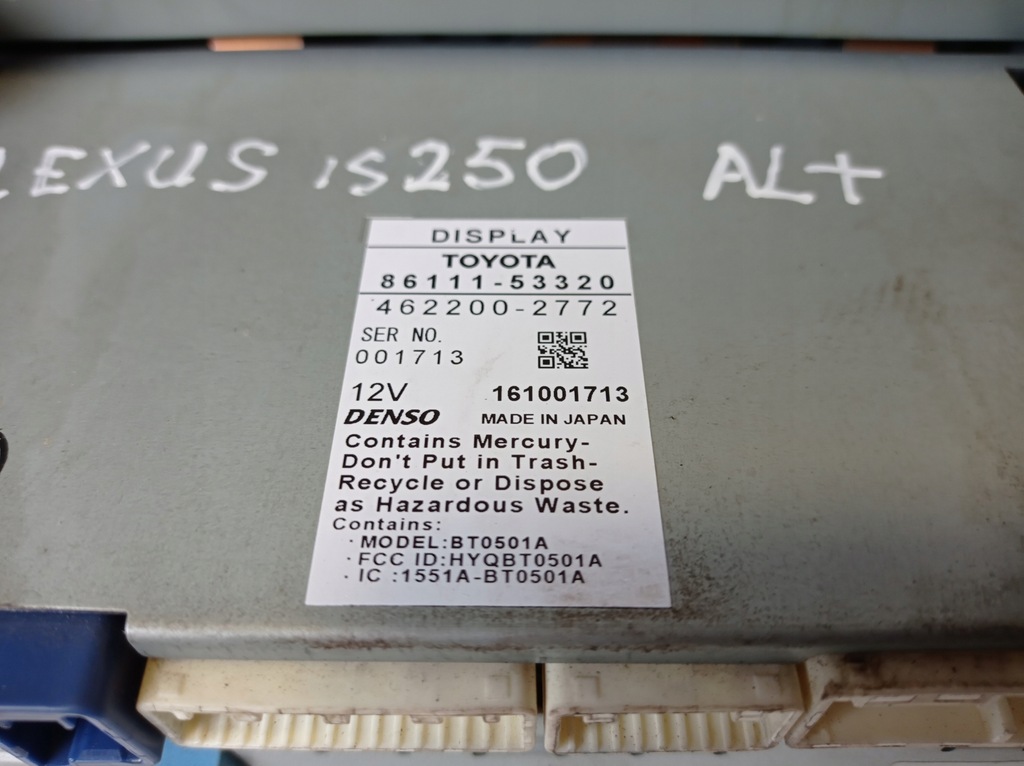 LEXUS is250 ALT
DISPLAY
TOYOTA
86111-53320
462200-2772
SER NO.
001713
12V 161001713
DENSO MADE IN JAPAN
Contains Mercury-
Don't Put in Trash-
Recycle or Dispose
as Hazardous Waste.
Contains:
· MODEL:BT0501A
· FCC ID:HYQBT0501A
· IC :1551A-BT0501A